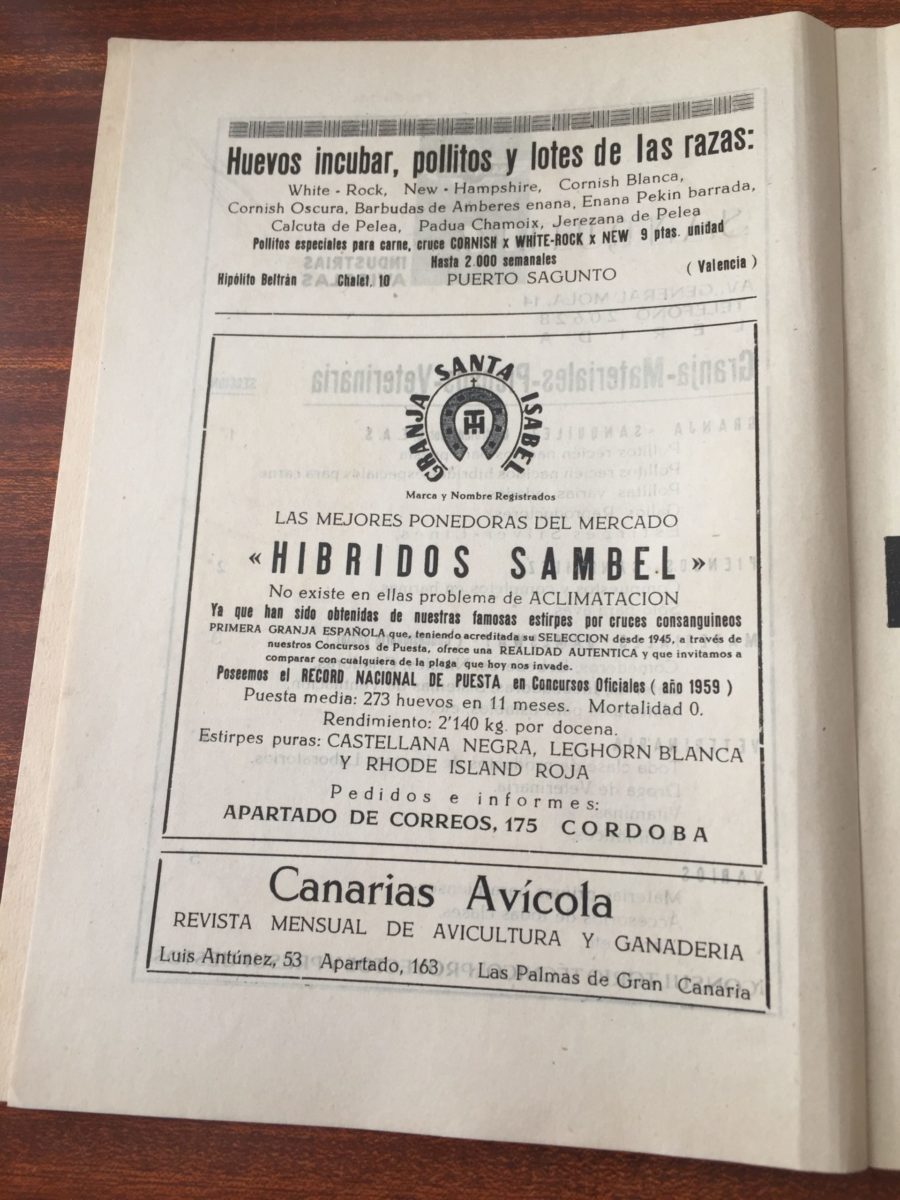 Huevos incubar, pollitos y lotes de las razas:
White - Rock, New - Hampshire, Cornish Blanca,
Cornish Oscura, Barbudas de Amberes enana, Enana Pekin barrada,
Calcuta de Pelea, Padua Chamoix, Jerezana de Pelea
Pollitos especiales para carne, cruce CORNISH x WHITE-ROCK x NEW 9 ptas. unidad
Hasta 2.000 semanales
Hipólito Beltrán Chalet, 10 PUERTO SAGUNTO ( Valencia )
GRANJA SANTA ISABEL
Marca y Nombre Registrados
LAS MEJORES PONEDORAS DEL MERCADO
«HIBRIDOS SAMBEL»
No existe en ellas problema de ACLIMATACION
Ya que han sido obtenidas de nuestras famosas estirpes por cruces consanguineos
PRIMERA GRANJA ESPAÑOLA que, teniendo acreditada su SELECCION desde 1945, a través de
nuestros Concursos de Puesta, ofrece una REALIDAD AUTENTICA y que invitamos a
comparar con cualquiera de la plaga que hoy nos invade.
Poseemos el RECORD NACIONAL DE PUESTA en Concursos Oficiales ( año 1959 )
Puesta media: 273 huevos en 11 meses. Mortalidad 0.
Rendimiento: 2'140 kg. por docena.
Estirpes puras: CASTELLANA NEGRA, LEGHORN BLANCA
Y RHODE ISLAND ROJA
Pedidos e informes:
APARTADO DE CORREOS, 175 CORDOBA
Canarias Avícola
REVISTA MENSUAL DE AVICULTURA Y GANADERIA
Luis Antúnez, 53 Apartado, 163 Las Palmas de Gran Canaria